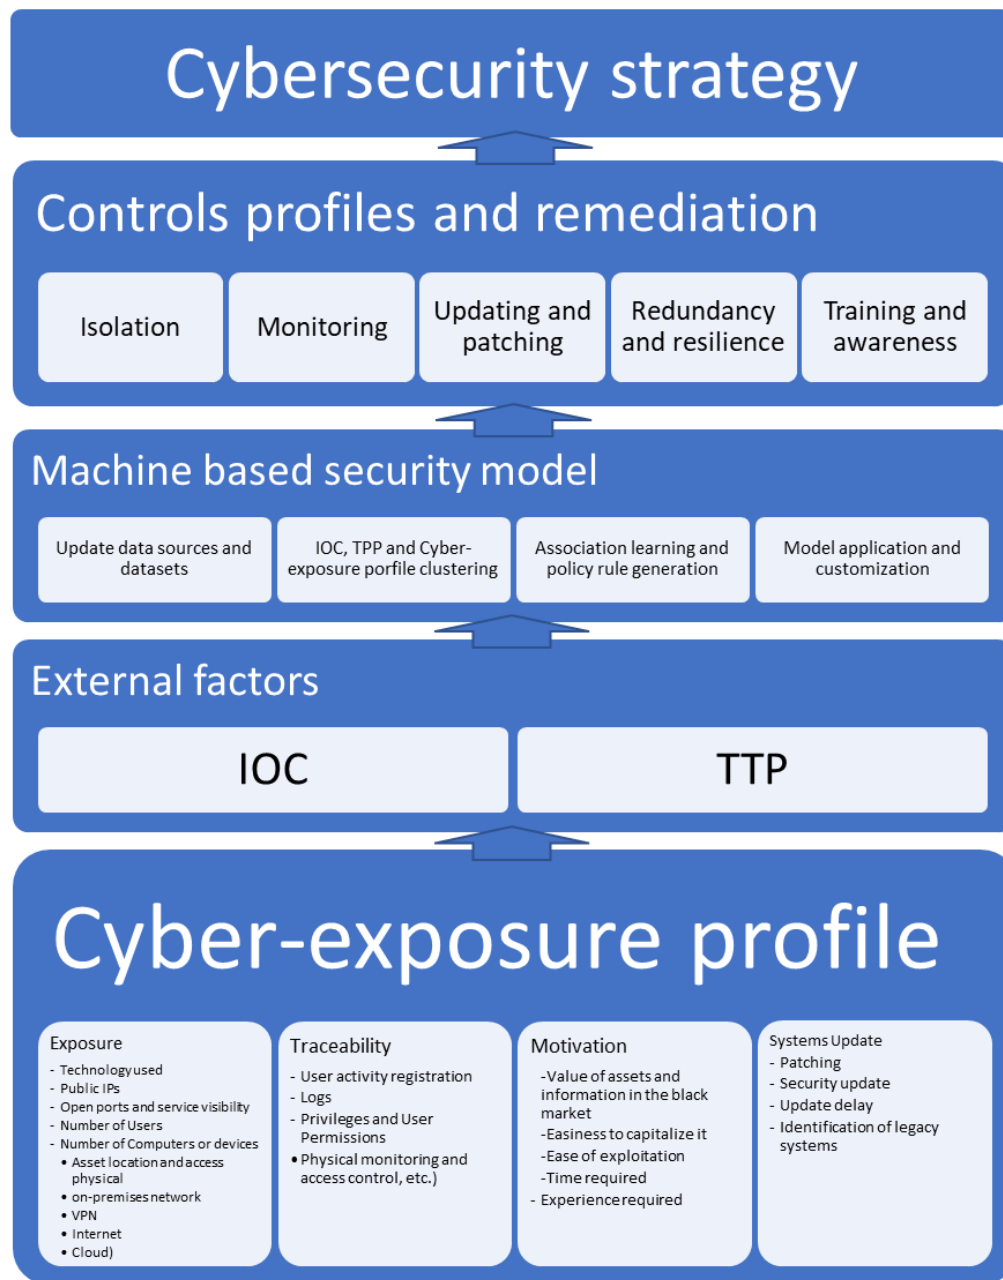 Cybersecurity strategy
Controls profiles and remediation
Isolation
Monitoring
Updating and
patching
Redundancy
and resilience
Training and
awareness
Machine based security model
Update data sources and
datasets
IOC, TPP and Cyber-
exposure porfile clustering
Association learning and
policy rule generation
Model application and
customization
External factors
IOC
TTP
Cyber-exposure profile
Exposure
- Technology used
- Public IPs
- Open ports and service visibility
- Number of Users
- Number of Computers or devices
• Asset location and access
physical
• on-premises network
• VPN
• Internet
• Cloud)
Traceability
- User activity registration
- Logs
- Privileges and User
Permissions
• Physical monitoring and
access control, etc.)
Motivation
-Value of assets and
information in the black
market
-Easiness to capitalize it
-Ease of exploitation
-Time required
- Experience required
Systems Update
- Patching
- Security update
- Update delay
- Identification of legacy
systems